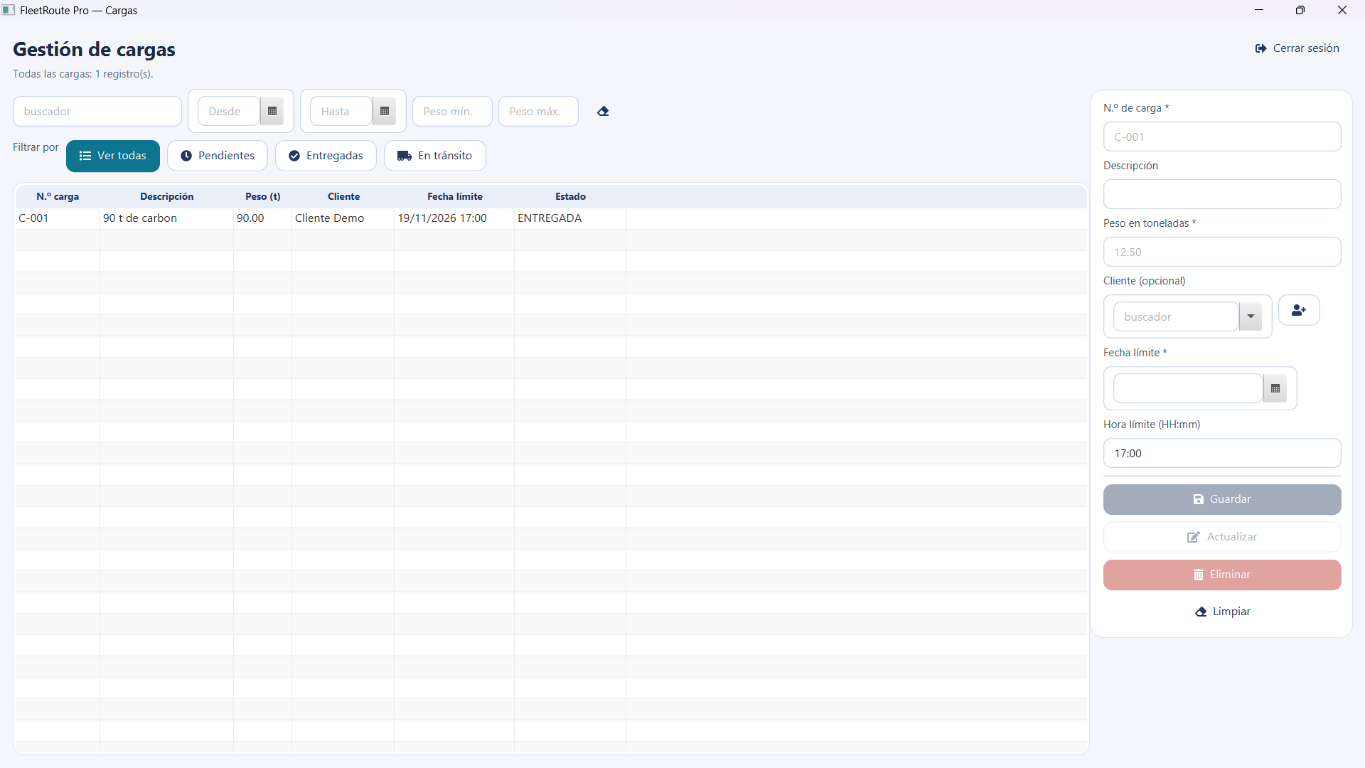 FleetRoute Pro — Cargas
Gestión de cargas
Cerrar sesión
Todas las cargas: 1 registro(s).
buscador
Desde
Hasta
Peso mín.
Peso máx.
Filtrar por
Ver todas
Pendientes
Entregadas
En tránsito
N.º carga Descripción Peso (t) Cliente Fecha límite Estado
C-001 90 t de carbon 90.00 Cliente Demo 19/11/2026 17:00 ENTREGADA
N.º de carga *
C-001
Descripción
Peso en toneladas *
12.50
Cliente (opcional)
buscador
Fecha límite *
Hora límite (HH:mm)
17:00
Guardar
Actualizar
Eliminar
Limpiar